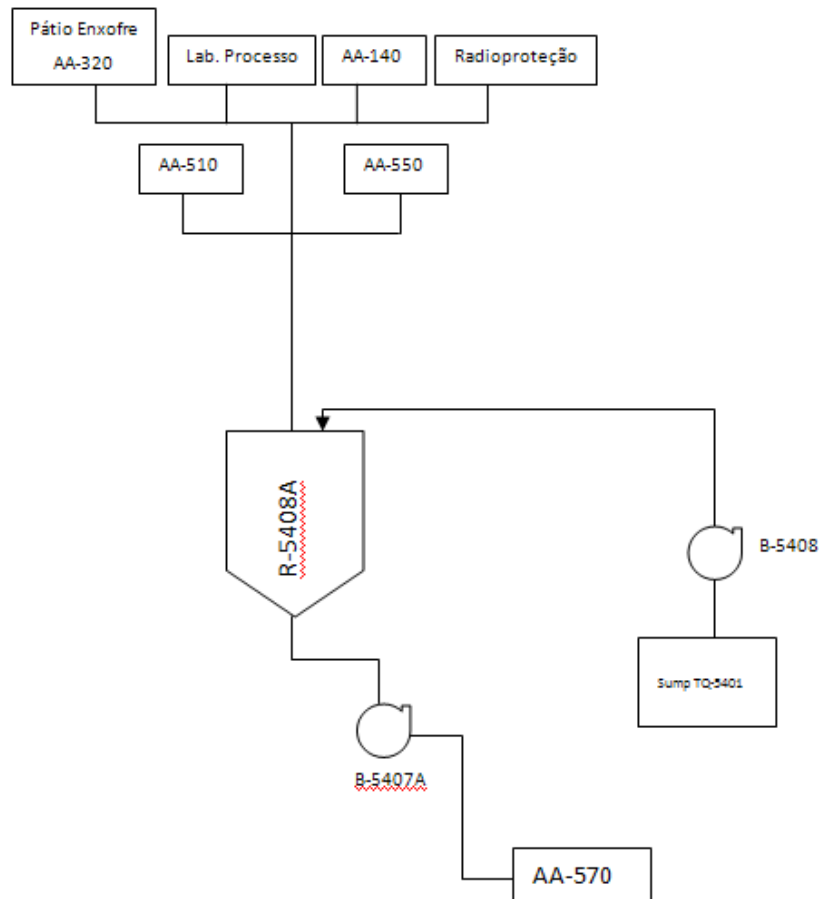 Pátio Enxofre
AA-320
Lab. Processo
AA-140
Radioproteção
AA-510
AA-550
R-5408A
B-5408
Sump TQ-5401
B-5407A
AA-570